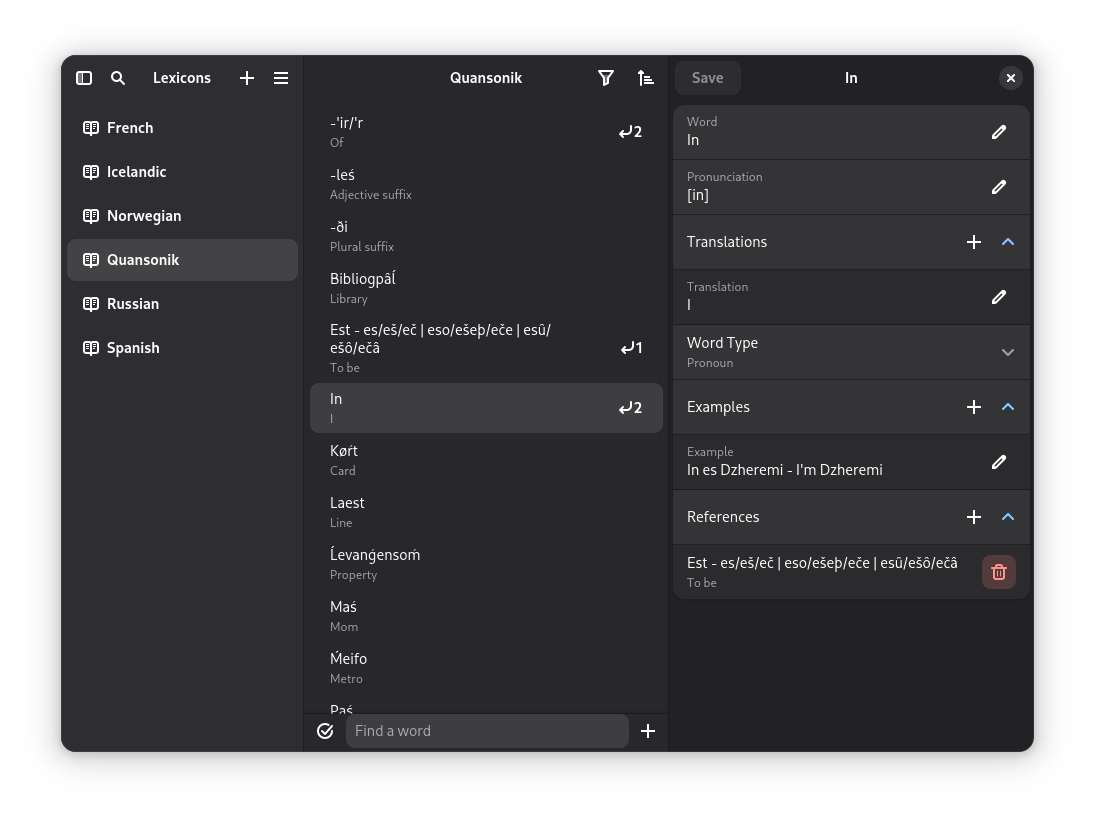 Lexicons
French
Icelandic
Norwegian
Quansonik
Russian
Spanish
Quansonik
-'ir/'r
Of
2
-leś
Adjective suffix
-ði
Plural suffix
Bibliogpâĺ
Library
Est - es/eš/eč | eso/ešeþ/eče | esû/
ešô/ečâ
To be
1
In
I
2
Køŕt
Card
Laest
Line
Ĺevanǵensoḿ
Property
Maś
Mom
Ḿeifo
Metro
Paś
Find a word
Save
In
Word
In
Pronunciation
[in]
Translations
Translation
I
Word Type
Pronoun
Examples
Example
In es Dzheremi - I'm Dzheremi
References
Est - es/eš/eč | eso/ešeþ/eče | esû/ešô/ečâ
To be